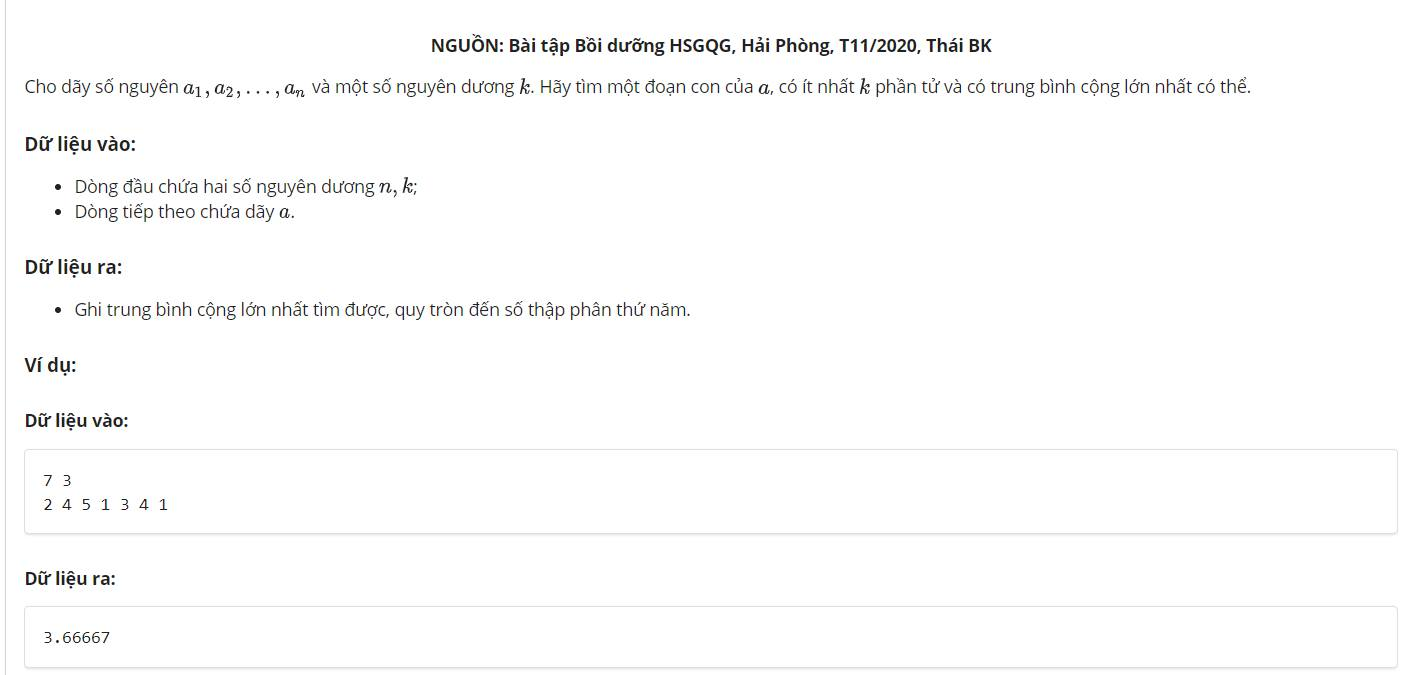 NGUỒN: Bài tập Bồi dưỡng HSGQG, Hải Phòng, T11/2020, Thái BK
Cho dãy số nguyên a₁, a₂, . . . , aₙ và một số nguyên dương k. Hãy tìm một đoạn con của a, có ít nhất k phần tử và có trung bình cộng lớn nhất có thể.
Dữ liệu vào:
• Dòng đầu chứa hai số nguyên dương n, k;
• Dòng tiếp theo chứa dãy a.
Dữ liệu ra:
• Ghi trung bình cộng lớn nhất tìm được, quy tròn đến số thập phân thứ năm.
Ví dụ:
Dữ liệu vào:
7 3
2 4 5 1 3 4 1
Dữ liệu ra:
3.66667